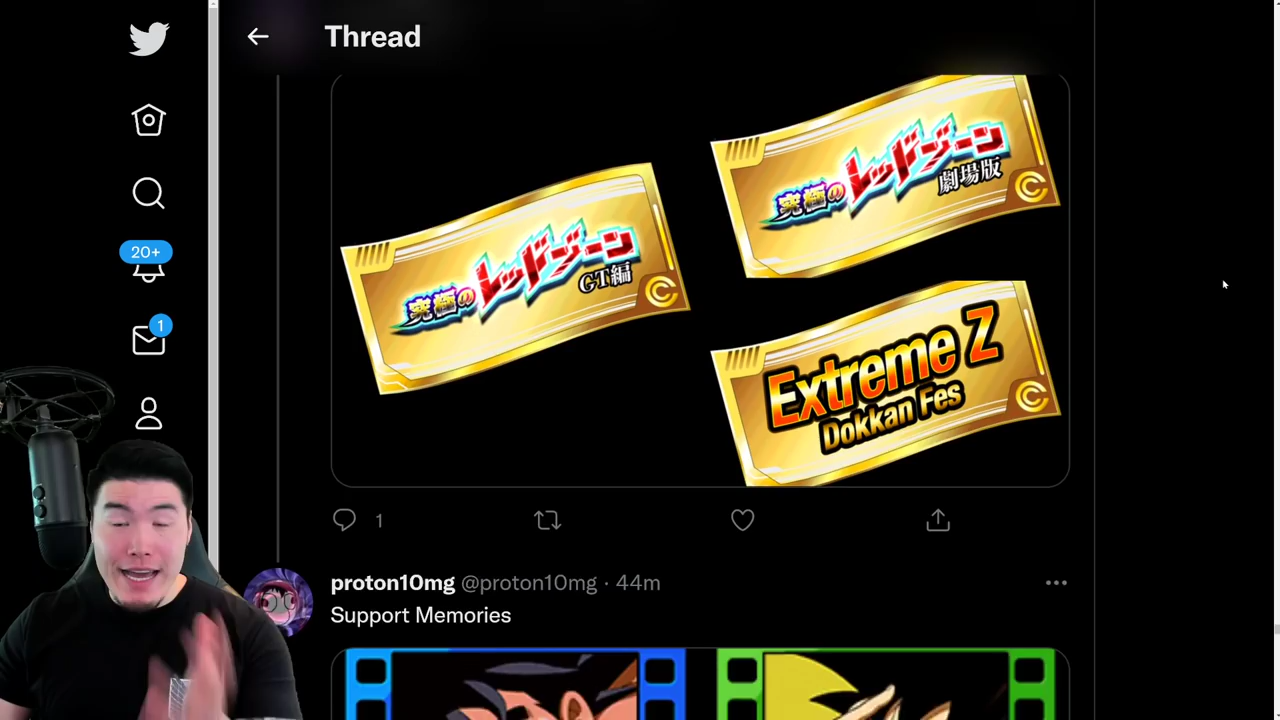 Thread
20+
1
究極の
レッドゾーン
GT編
究極の
レッドゾーン
劇場版
Extreme Z
Dokkan Fes
1
proton10mg @proton10mg · 44m
Support Memories